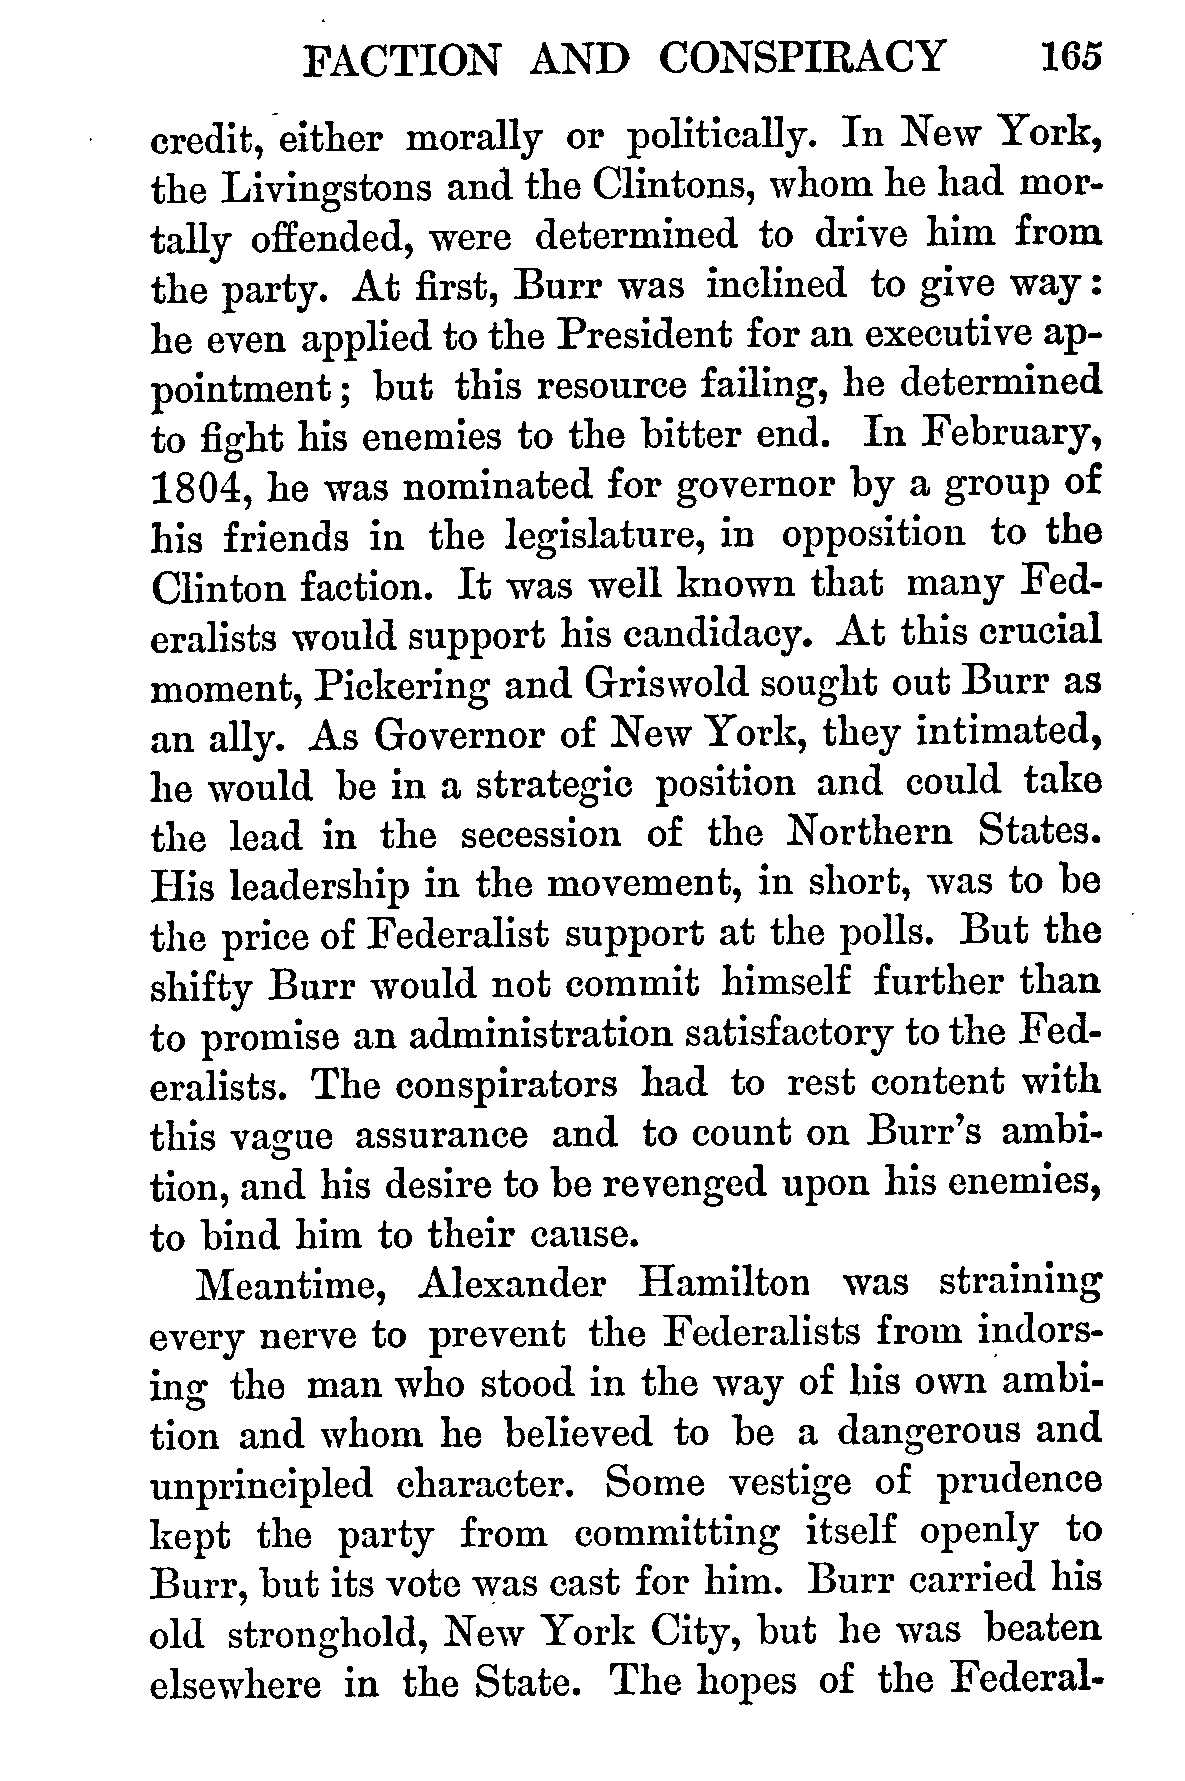 FACTION AND CONSPIRACY 165
credit, either morally or politically. In New York,
the Livingstons and the Clintons, whom he had mor-
tally offended, were determined to drive him from
the party. At first, Burr was inclined to give way:
he even applied to the President for an executive ap-
pointment; but this resource failing, he determined
to fight his enemies to the bitter end. In February,
1804, he was nominated for governor by a group of
his friends in the legislature, in opposition to the
Clinton faction. It was well known that many Fed-
eralists would support his candidacy. At this crucial
moment, Pickering and Griswold sought out Burr as
an ally. As Governor of New York, they intimated,
he would be in a strategic position and could take
the lead in the secession of the Northern States.
His leadership in the movement, in short, was to be
the price of Federalist support at the polls. But the
shifty Burr would not commit himself further than
to promise an administration satisfactory to the Fed-
eralists. The conspirators had to rest content with
this vague assurance and to count on Burr's ambi-
tion, and his desire to be revenged upon his enemies,
to bind him to their cause.
Meantime, Alexander Hamilton was straining
every nerve to prevent the Federalists from indors-
ing the man who stood in the way of his own ambi-
tion and whom he believed to be a dangerous and
unprincipled character. Some vestige of prudence
kept the party from committing itself openly to
Burr, but its vote was cast for him. Burr carried his
old stronghold, New York City, but he was beaten
elsewhere in the State. The hopes of the Federal-